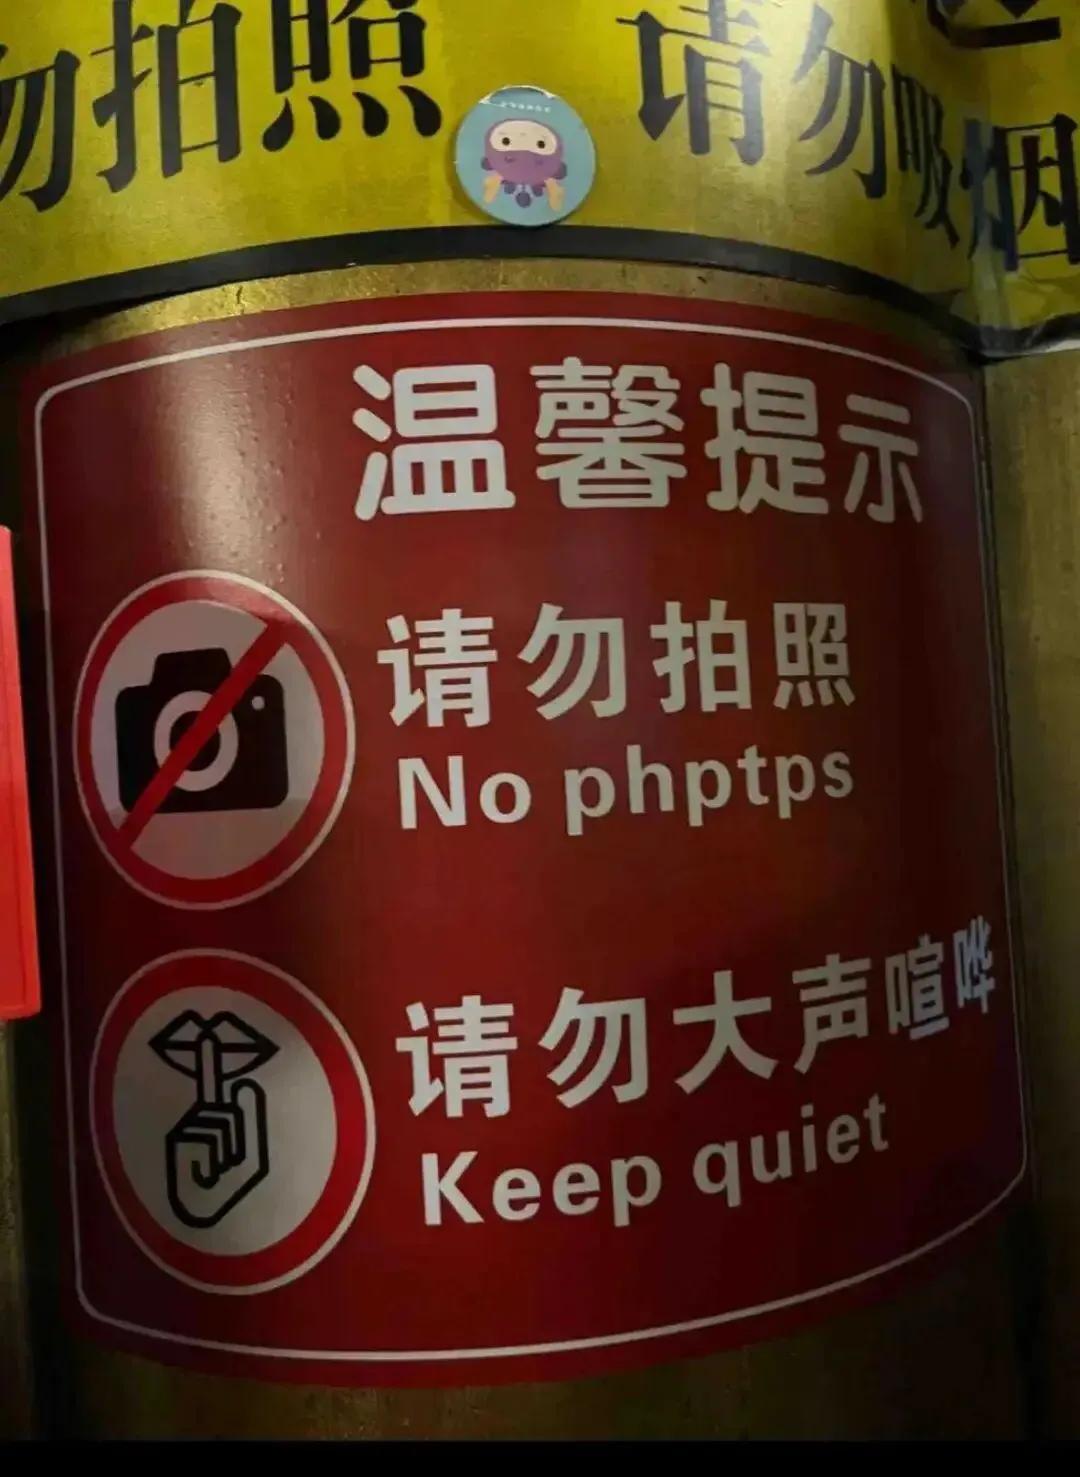 勿拍照 请勿吸烟
温馨提示
请勿拍照
No phptps
请勿大声喧哗
Keep quiet